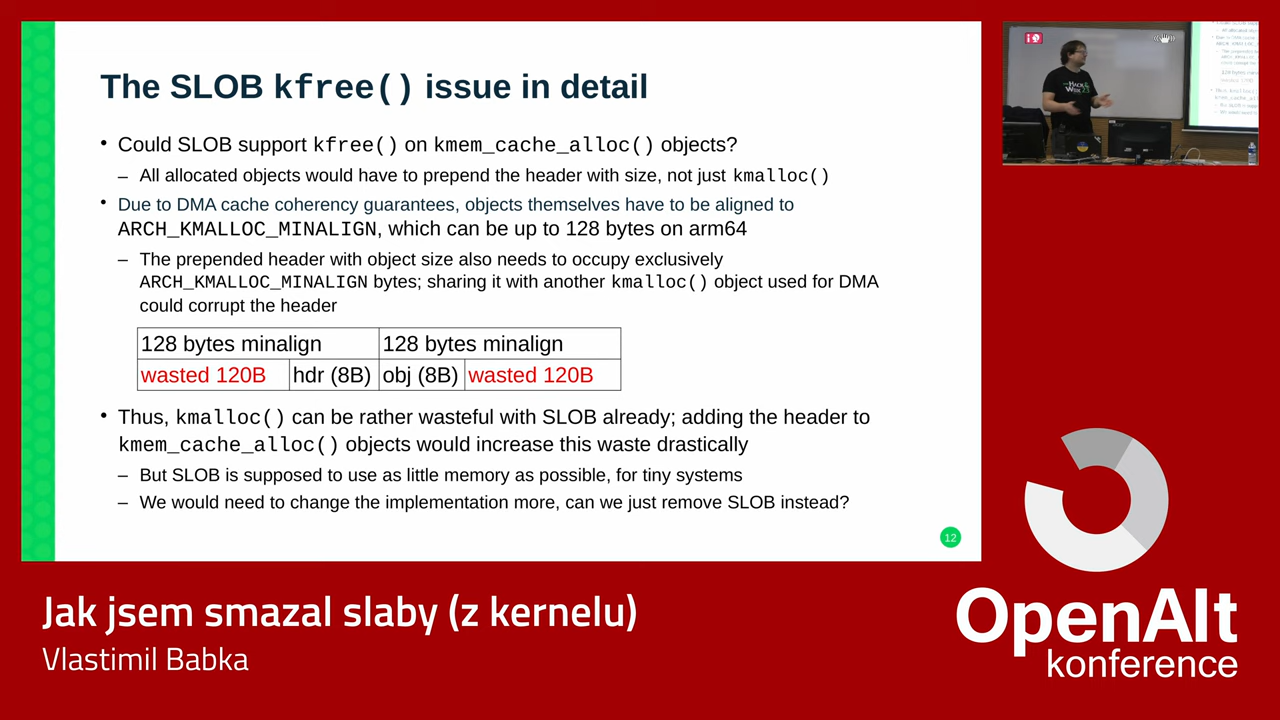 The SLOB kfree() issue in detail
• Could SLOB support kfree() on kmem_cache_alloc() objects?
– All allocated objects would have to prepend the header with size, not just kmalloc()
• Due to DMA cache coherency guarantees, objects themselves have to be aligned to
ARCH_KMALLOC_MINALIGN, which can be up to 128 bytes on arm64
– The prepended header with object size also needs to occupy exclusively
ARCH_KMALLOC_MINALIGN bytes; sharing it with another kmalloc() object used for DMA
could corrupt the header
128 bytes minalign 128 bytes minalign
wasted 120B hdr (8B) obj (8B) wasted 120B
• Thus, kmalloc() can be rather wasteful with SLOB already; adding the header to
kmem_cache_alloc() objects would increase this waste drastically
– But SLOB is supposed to use as little memory as possible, for tiny systems
– We would need to change the implementation more, can we just remove SLOB instead?
12
Jak jsem smazal slaby (z kernelu)
Vlastimil Babka
OpenAlt
konference